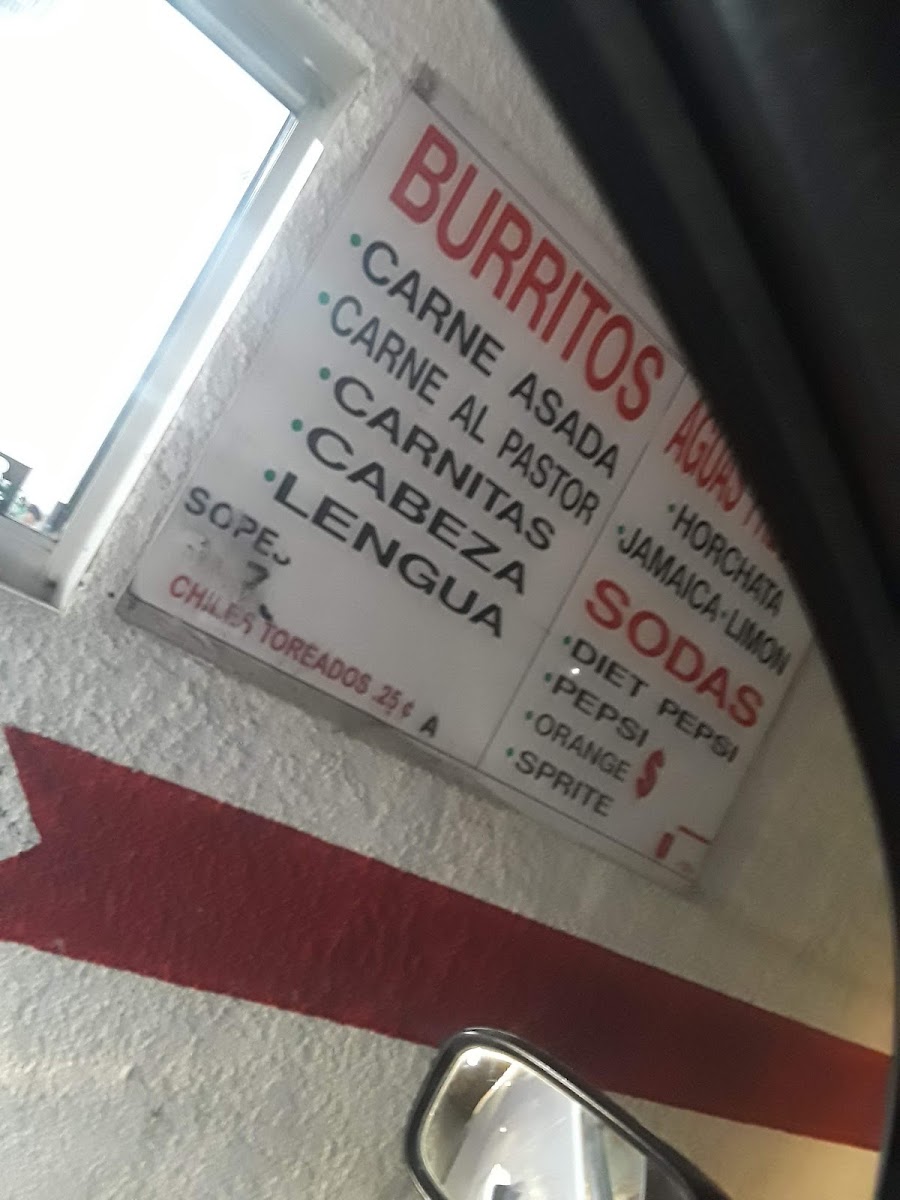 BURRITOS
•CARNE ASADA
•CARNE AL PASTOR
•CARNITAS
•CABEZA
•LENGUA
CHILES TOREADOS .25¢ A
AGUAS
•HORCHATA
•JAMAICA•LIMON
SODAS
•DIET PEPSI
•PEPSI
•ORANGE $
•SPRITE